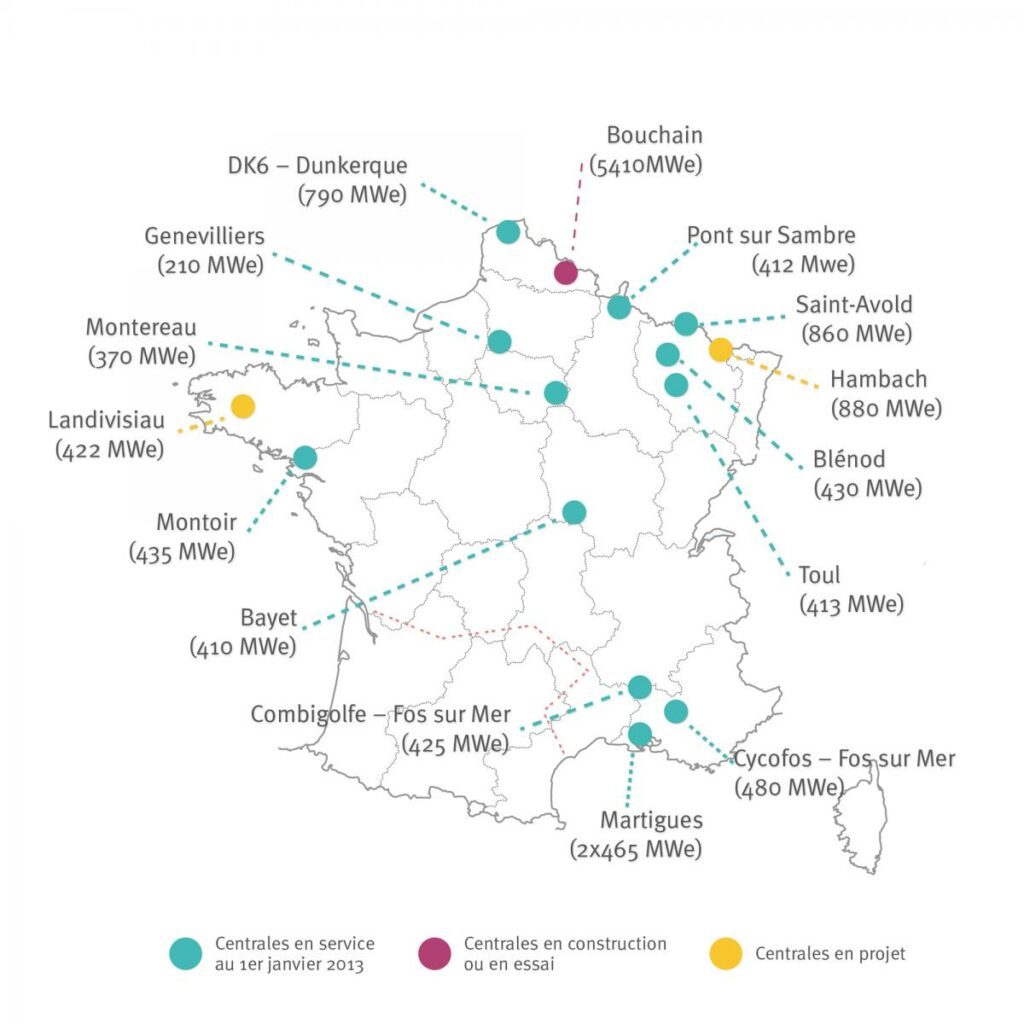 Bouchain
(5410MWe)
DK6 – Dunkerque
(790 MWe)
Genevilliers
(210 MWe)
Pont sur Sambre
(412 Mwe)
Saint-Avold
(860 MWe)
Montereau
(370 MWe)
Hambach
(880 MWe)
Landivisiau
(422 MWe)
Blénod
(430 MWe)
Montoir
(435 MWe)
Toul
(413 MWe)
Bayet
(410 MWe)
Combigolfe – Fos sur Mer
(425 MWe)
Cycofos – Fos sur Mer
(480 MWe)
Martigues
(2x465 MWe)
Centrales en service
au 1er janvier 2013
Centrales en construction
ou en essai
Centrales en projet